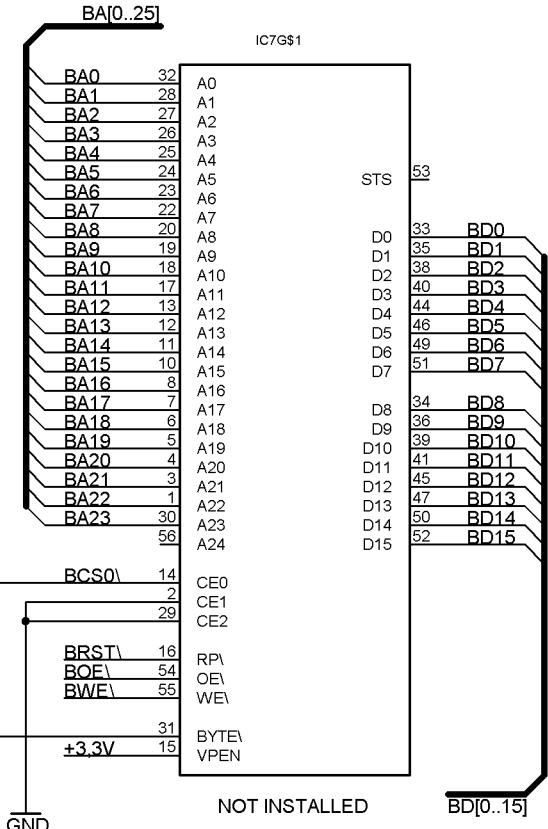 BA[0..25]
IC7G$1
BA0 32 A0
BA1 28 A1
BA2 27 A2
BA3 26 A3
BA4 25 A4
BA5 24 A5 STS 53
BA6 23 A6
BA7 22 A7
BA8 20 A8 D0 33 BD0
BA9 19 A9 D1 35 BD1
BA10 18 A10 D2 38 BD2
BA11 17 A11 D3 40 BD3
BA12 13 A12 D4 44 BD4
BA13 12 A13 D5 46 BD5
BA14 11 A14 D6 49 BD6
BA15 10 A15 D7 51 BD7
BA16 8 A16
BA17 7 A17 D8 34 BD8
BA18 6 A18 D9 36 BD9
BA19 5 A19 D10 39 BD10
BA20 4 A20 D11 41 BD11
BA21 3 A21 D12 45 BD12
BA22 1 A22 D13 47 BD13
BA23 30 A23 D14 50 BD14
56 A24 D15 52 BD15
BCS0\ 14 CE0
2 CE1
29 CE2
BRST\ 16 RP\
BOE\ 54 OE\
BWE\ 55 WE\
31 BYTE\
+3,3V 15 VPEN
NOT INSTALLED
BD[0..15]
GND